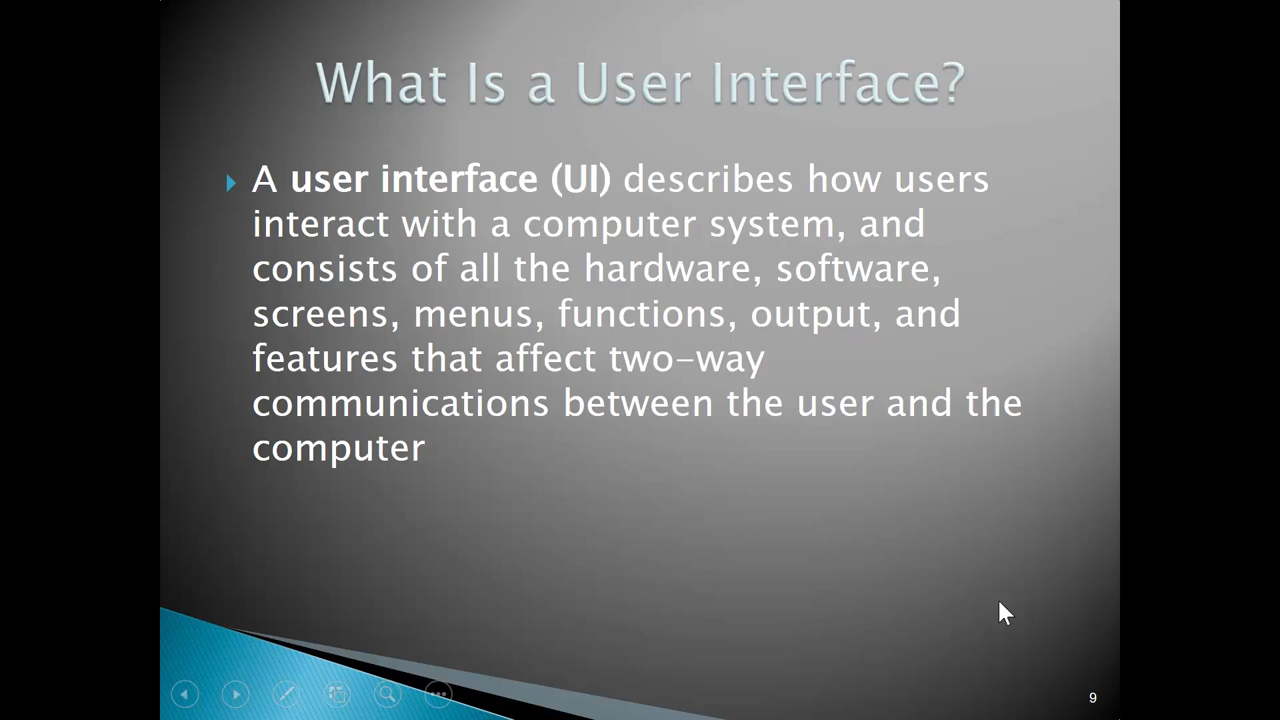 What Is a User Interface?
A user interface (UI) describes how users
interact with a computer system, and
consists of all the hardware, software,
screens, menus, functions, output, and
features that affect two-way
communications between the user and the
computer
9